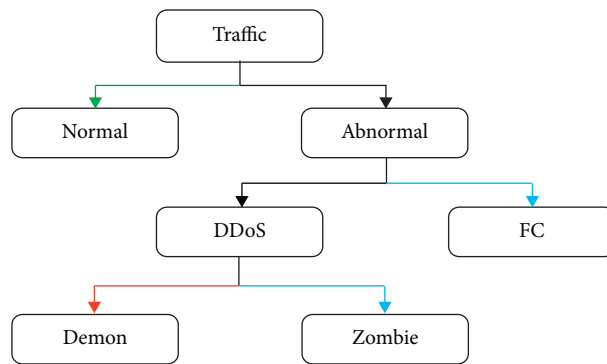 Traffic
Normal
Abnormal
DDoS
FC
Demon
Zombie